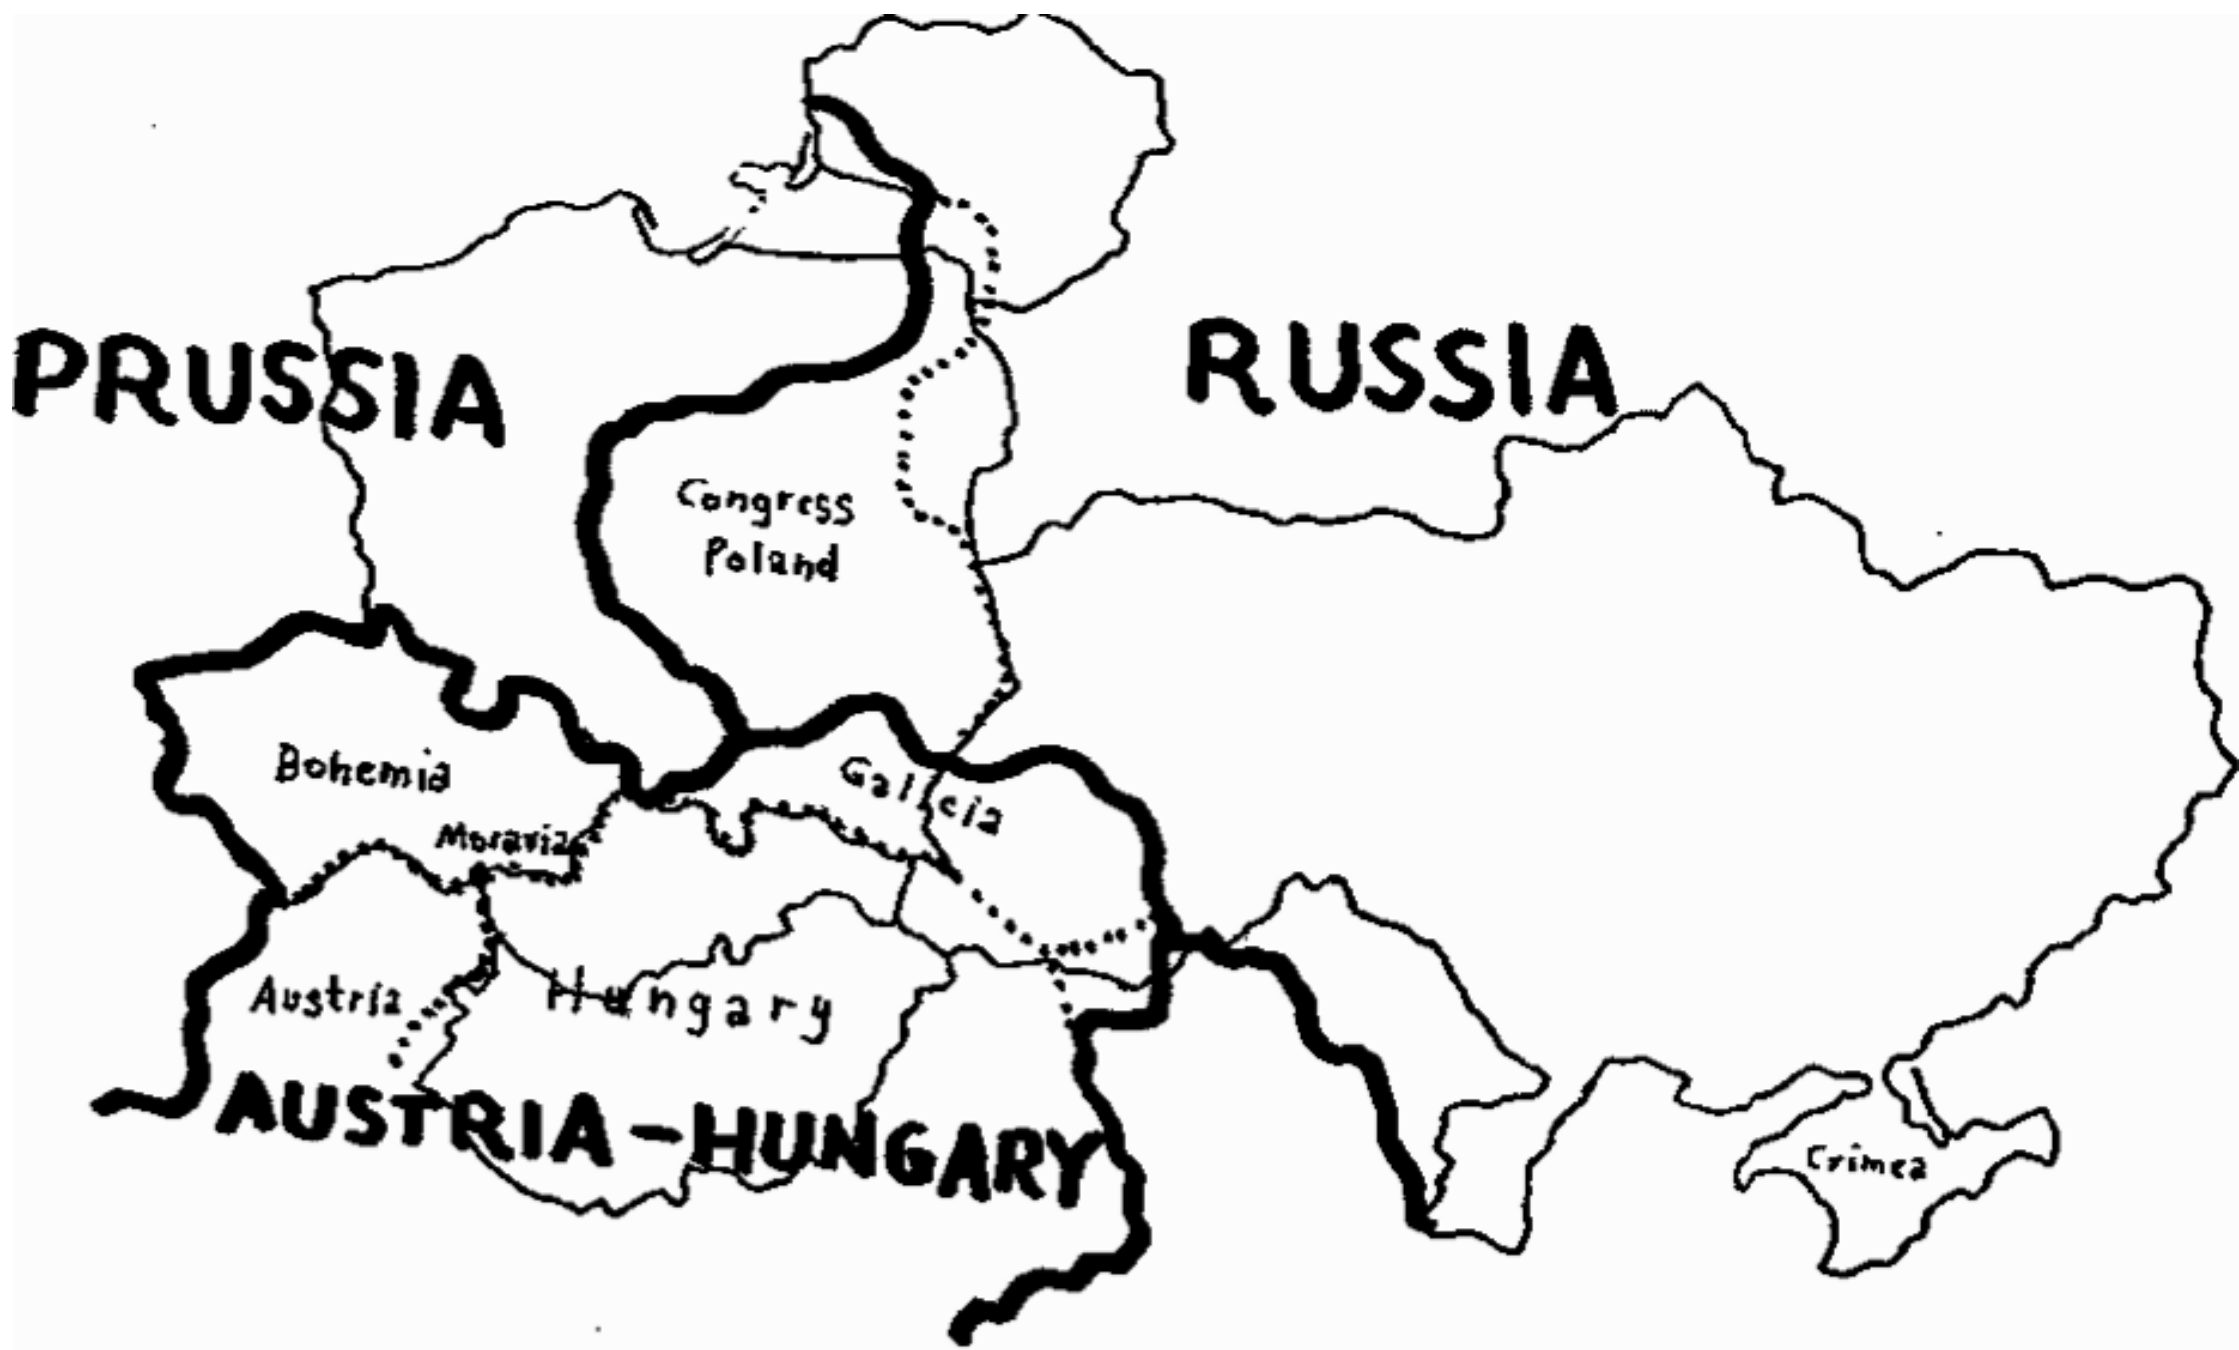 PRUSSIA
RUSSIA
Congress
Poland
Bohemia
Galicia
Moravia
Austria
Hungary
AUSTRIA-HUNGARY
Crimea